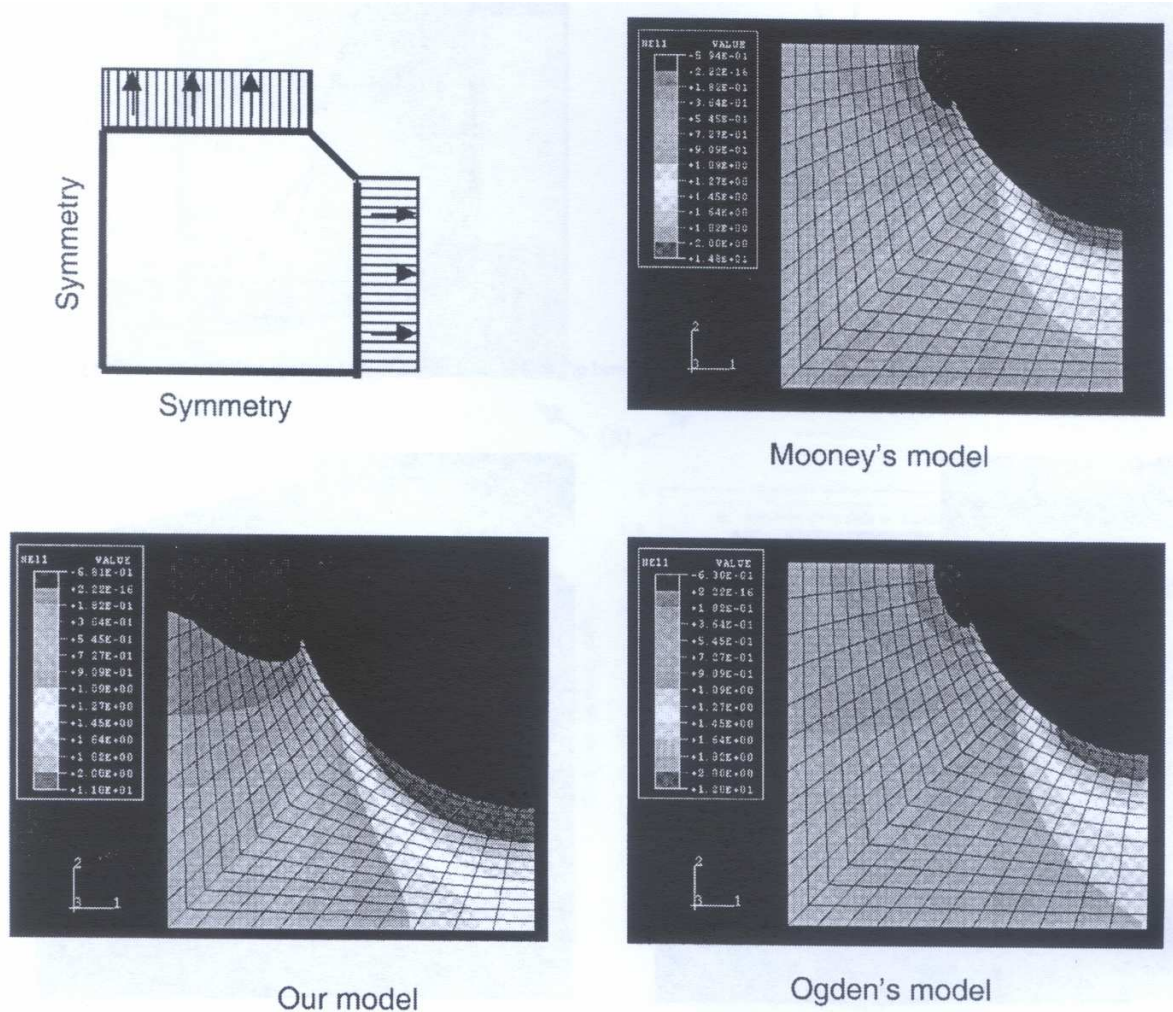 Symmetry
Symmetry
NE11 VALUE
-5.94E-01
+1.82E-01
+3.64E-01
+5.45E-01
+7.27E-01
+9.09E-01
+1.09E+00
+1.27E+00
+1.45E+00
+1.64E+00
+1.82E+00
+2.00E+00
+1.48E+01
2
3 1
Mooney's model
NE11 VALUE
-6.81E-01
+2.22E-16
+1.82E-01
+3.64E-01
+5.45E-01
+7.27E-01
+9.09E-01
+1.09E+00
+1.27E+00
+1.45E+00
+1.64E+00
+1.82E+00
+2.00E+00
2
3 1
Our model
NE11 VALUE
-6.30E-01
+2.22E-16
+1.82E-01
+3.64E-01
+5.45E-01
+7.27E-01
+9.09E-01
+1.09E+00
+1.27E+00
+1.45E+00
+1.64E+00
+1.82E+00
+2.00E+00
+1.20E+01
2
3 1
Ogden's model